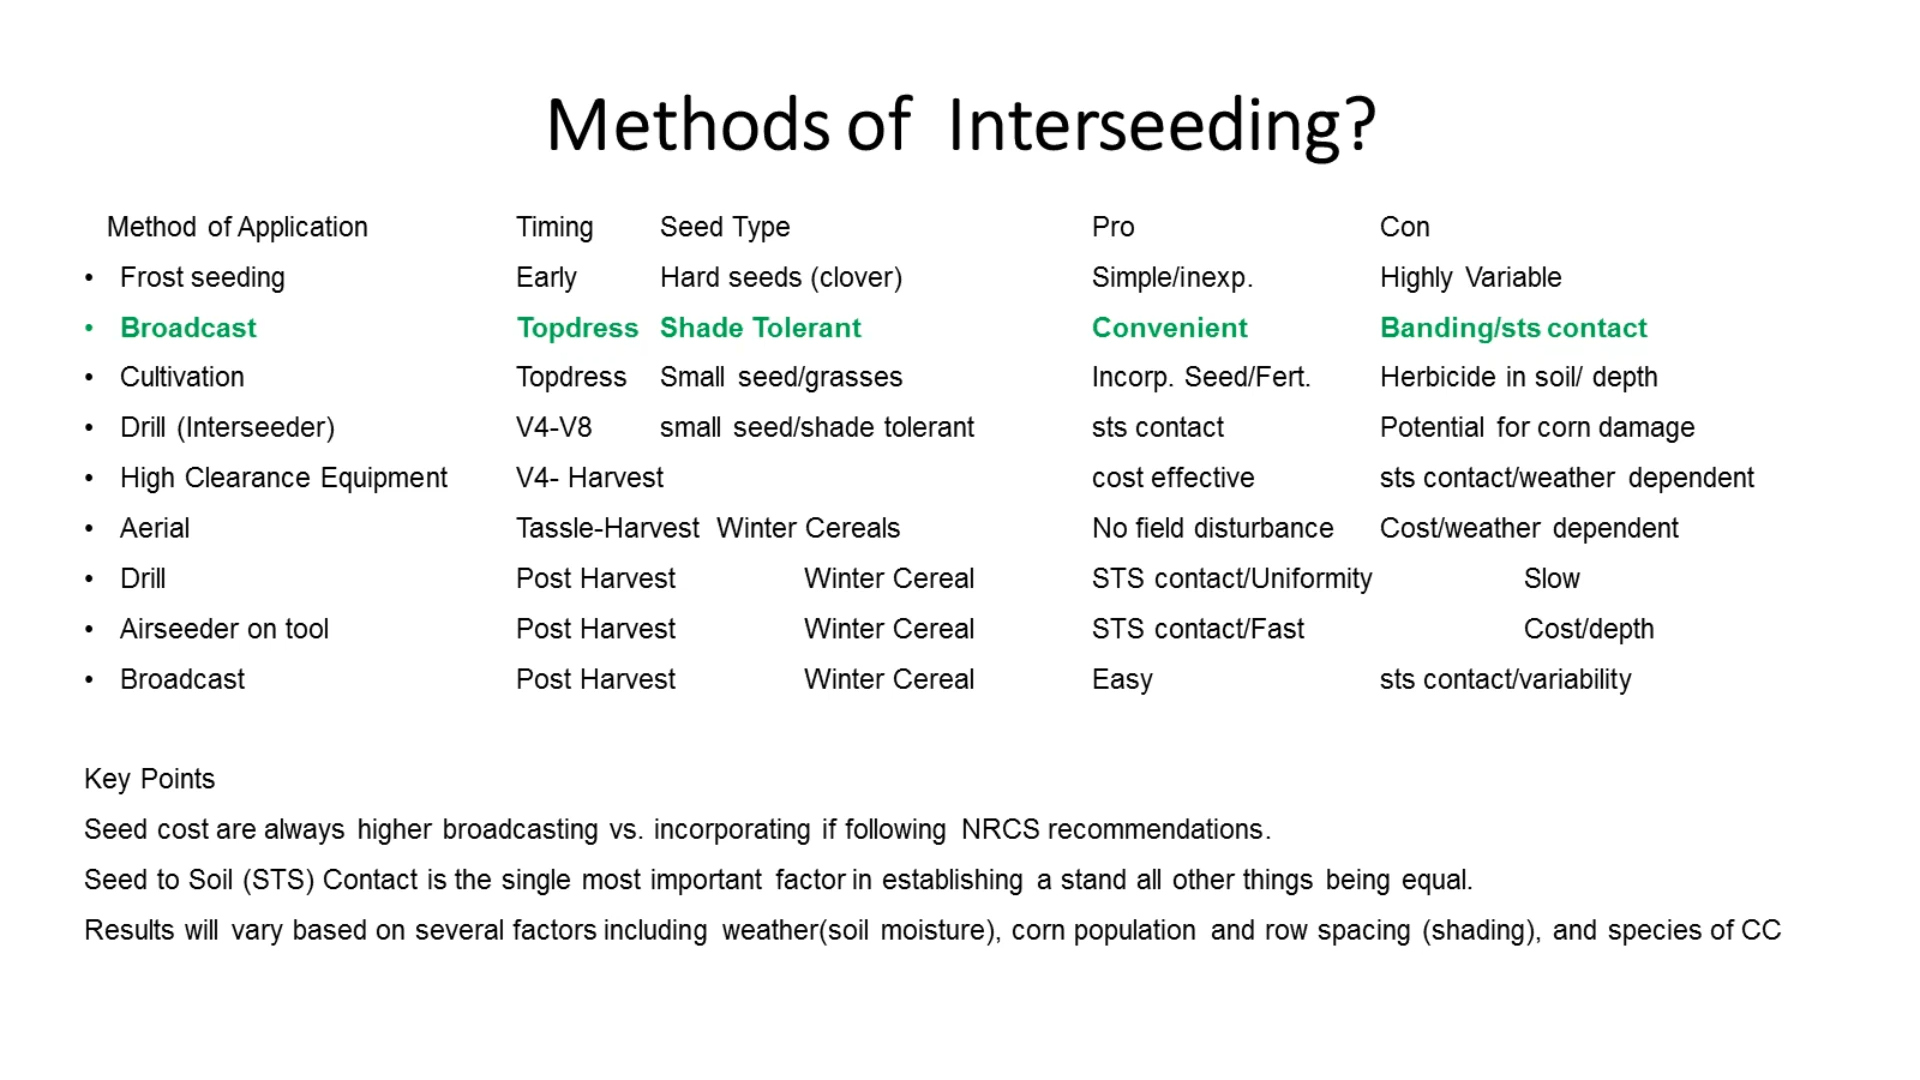 Methods of Interseeding?
Method of Application Timing Seed Type Pro Con
• Frost seeding Early Hard seeds (clover) Simple/inexp. Highly Variable
• Broadcast Topdress Shade Tolerant Convenient Banding/sts contact
• Cultivation Topdress Small seed/grasses Incorp. Seed/Fert. Herbicide in soil/ depth
• Drill (Interseeder) V4-V8 small seed/shade tolerant sts contact Potential for corn damage
• High Clearance Equipment V4- Harvest cost effective sts contact/weather dependent
• Aerial Tassle-Harvest Winter Cereals No field disturbance Cost/weather dependent
• Drill Post Harvest Winter Cereal STS contact/Uniformity Slow
• Airseeder on tool Post Harvest Winter Cereal STS contact/Fast Cost/depth
• Broadcast Post Harvest Winter Cereal Easy sts contact/variability
Key Points
Seed cost are always higher broadcasting vs. incorporating if following NRCS recommendations.
Seed to Soil (STS) Contact is the single most important factor in establishing a stand all other things being equal.
Results will vary based on several factors including weather(soil moisture), corn population and row spacing (shading), and species of CC